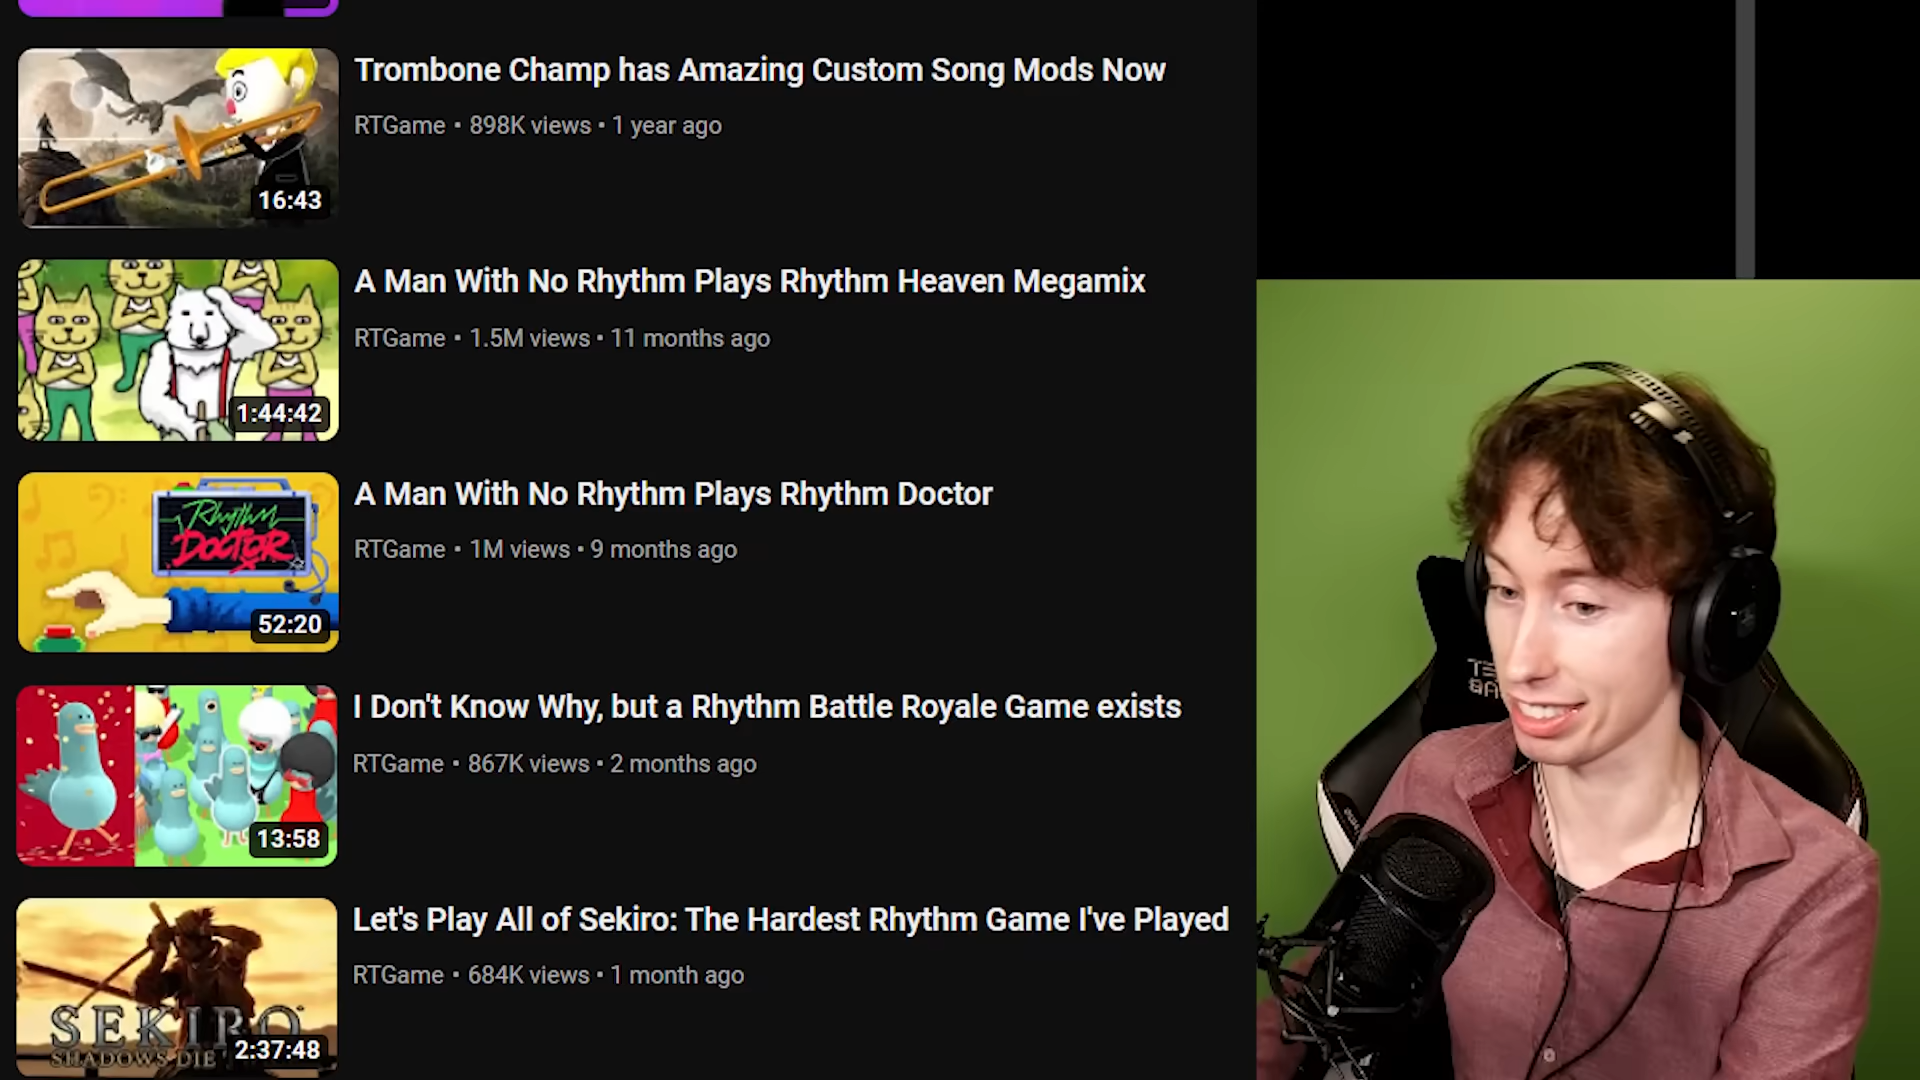 Trombone Champ has Amazing Custom Song Mods Now
RTGame • 898K views • 1 year ago
16:43
A Man With No Rhythm Plays Rhythm Heaven Megamix
RTGame • 1.5M views • 11 months ago
1:44:42
A Man With No Rhythm Plays Rhythm Doctor
RTGame • 1M views • 9 months ago
Rhythm
DOCTOR
52:20
I Don't Know Why, but a Rhythm Battle Royale Game exists
RTGame • 867K views • 2 months ago
13:58
Let's Play All of Sekiro: The Hardest Rhythm Game I've Played
RTGame • 684K views • 1 month ago
SEKIRO
SHADOWS DIE
2:37:48